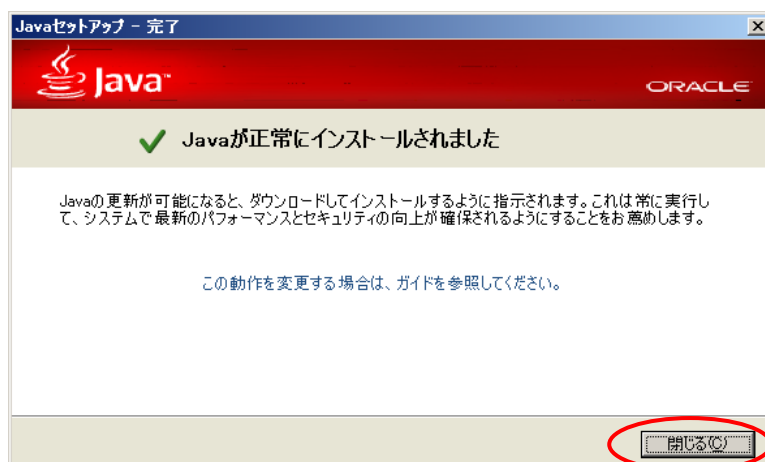 Javaセットアップ - 完了
Java™
ORACLE
Javaが正常にインストールされました
Javaの更新が可能になると、ダウンロードしてインストールするように指示されます。これは常に実行し
て、システムで最新のパフォーマンスとセキュリティの向上が確保されるようにすることをお薦めします。
この動作を変更する場合は、ガイドを参照してください。
閉じる(C)